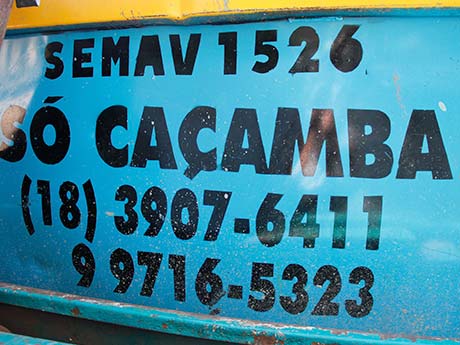 SEMAV 1526
SÓ CAÇAMBA
(18) 3907-6411
9 9716-5323